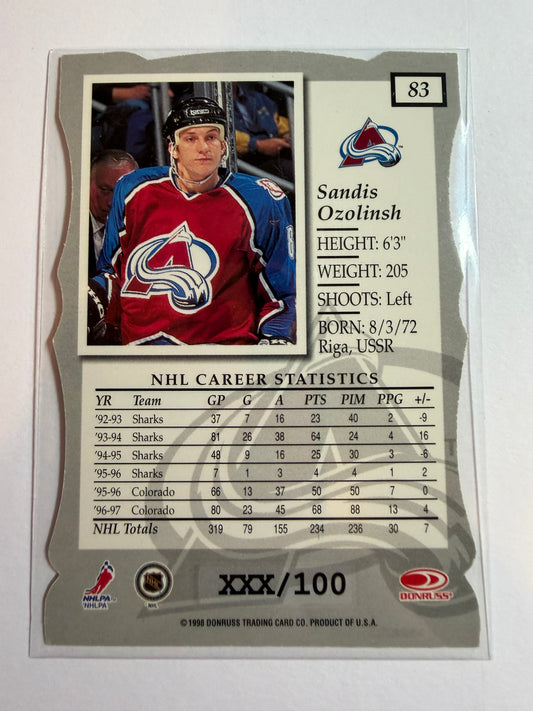 83
Sandis
Ozolinsh
HEIGHT: 6'3"
WEIGHT: 205
SHOOTS: Left
BORN: 8/3/72
Riga, USSR
NHL CAREER STATISTICS
YR Team GP G A PTS PIM PPG +/-
'92-93 Sharks 37 7 16 23 40 2 -9
'93-94 Sharks 81 26 38 64 24 4 16
'94-95 Sharks 48 9 16 25 30 3 -6
'95-96 Sharks 7 1 3 4 4 1 2
'95-96 Colorado 66 13 37 50 50 7 0
'96-97 Colorado 80 23 45 68 88 13 4
NHL Totals 319 79 155 234 236 30 7
XXX/100
NHLPA
NHLPA
NHL
NHL
DONRUSS
©1998 DONRUSS TRADING CARD CO. PRODUCT OF U.S.A.